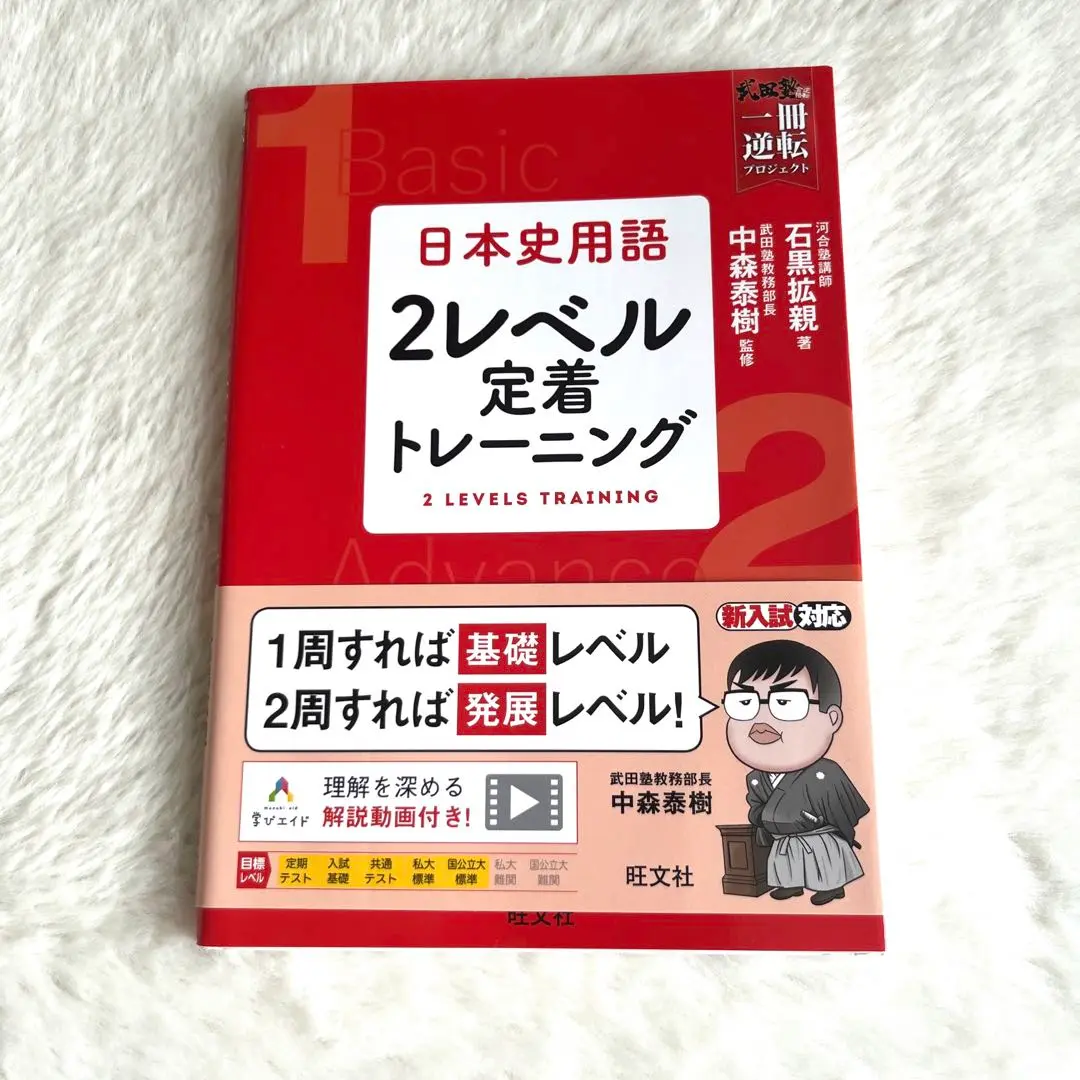 1
Basic
武田塾
一冊
逆転
プロジェクト
日本史用語
2レベル
定着
トレーニング
2 LEVELS TRAINING
河合塾講師
石黒拡親 著
武田塾教務部長
中森泰樹 監修
2
Advance
新入試対応
1周すれば基礎レベル
2周すれば発展レベル!
manabi-aid
学びエイド
理解を深める
解説動画付き!
武田塾教務部長
中森泰樹
目標
レベル
定期
テスト
入試
基礎
共通
テスト
私大
標準
国公立大
標準
私大
難関
国公立大
難関
旺文社
旺文社